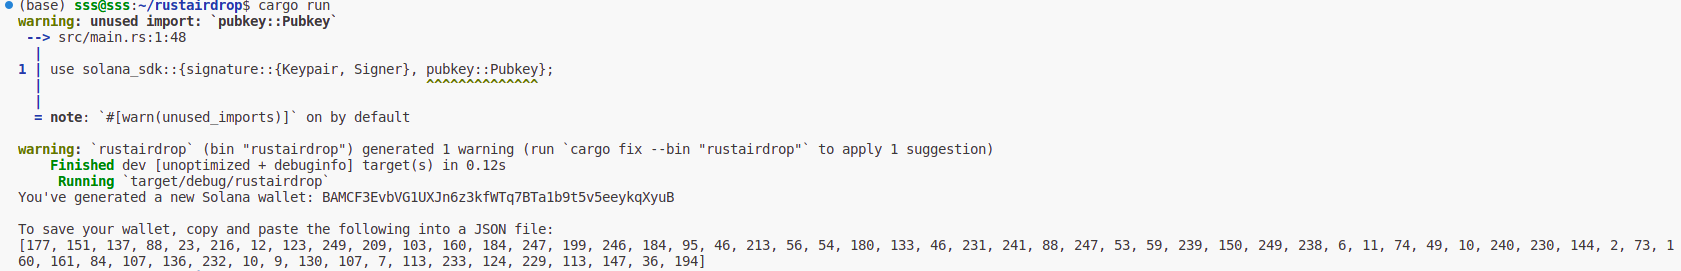 (base) sss@sss:~/rustairdrop$ cargo run
warning: unused import: `pubkey::Pubkey`
 --> src/main.rs:1:48
  |
1 | use solana_sdk::{signature::{Keypair, Signer}, pubkey::Pubkey};
  |                                                ^^^^^^^^^^^^^^
  |
  = note: `#[warn(unused_imports)]` on by default
warning: `rustairdrop` (bin "rustairdrop") generated 1 warning (run `cargo fix --bin "rustairdrop"` to apply 1 suggestion)
    Finished dev [unoptimized + debuginfo] target(s) in 0.12s
     Running `target/debug/rustairdrop`
You've generated a new Solana wallet: BAMCF3EvbVG1UXJn6z3kfWTq7BTa1b9t5v5eeykqXyuB
To save your wallet, copy and paste the following into a JSON file:
[177, 151, 137, 88, 23, 216, 12, 123, 249, 209, 103, 160, 184, 247, 199, 246, 184, 95, 46, 213, 56, 54, 180, 133, 46, 231, 241, 88, 247, 53, 59, 239, 150, 249, 238, 6, 11, 74, 49, 10, 240, 230, 144, 2, 73, 1
60, 161, 84, 107, 136, 232, 10, 9, 130, 107, 7, 113, 233, 124, 229, 113, 147, 36, 194]